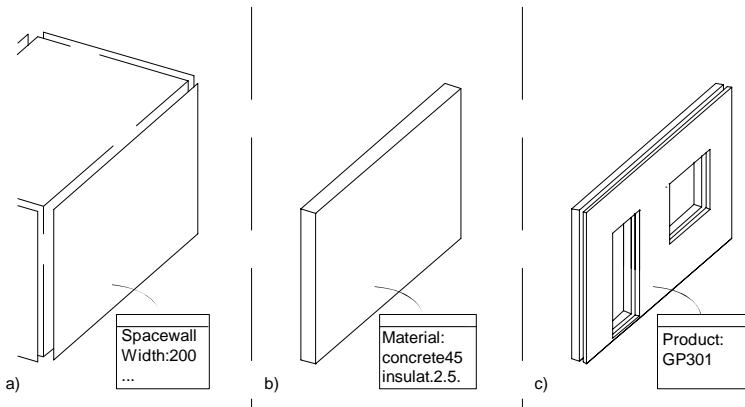 Spacewall
Width:200
...
a)
Material:
concrete45
insulat.2.5.
b)
Product:
GP301
c)